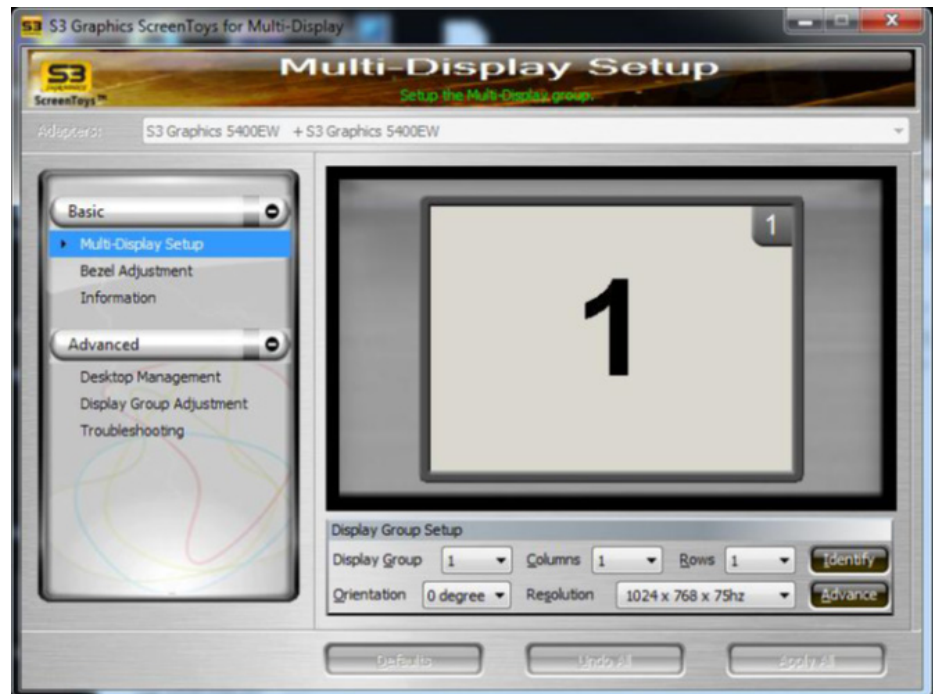 S3 S3 Graphics ScreenToys for Multi-Display
S3
GRAPHICS
ScreenToys™
Multi-Display Setup
Setup the Multi-Display group.
Adapters: S3 Graphics 5400EW + S3 Graphics 5400EW
Basic
Multi-Display Setup
Bezel Adjustment
Information
Advanced
Desktop Management
Display Group Adjustment
Troubleshooting
1
1
Display Group Setup
Display Group 1 Columns 1 Rows 1 Identify
Orientation 0 degree Resolution 1024 x 768 x 75hz Advance
Defaults Undo All Apply All